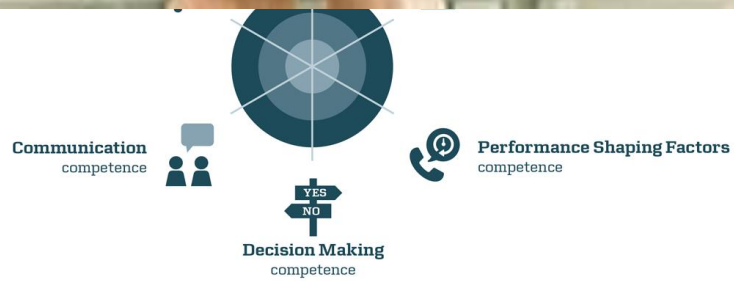 Communication
competence
Performance Shaping Factors
competence
YES
NO
Decision Making
competence